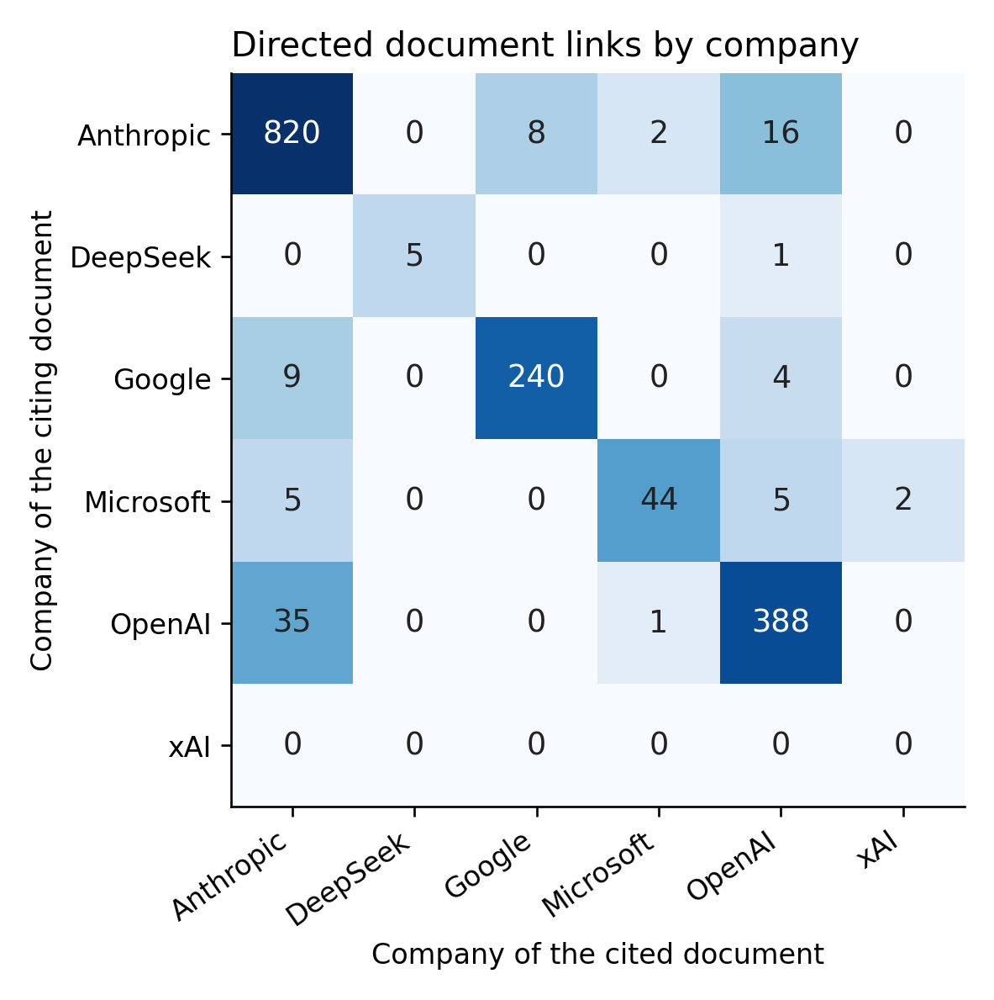 Directed document links by company
Company of the citing document
Anthropic 820 0 8 2 16 0
DeepSeek 0 5 0 0 1 0
Google 9 0 240 0 4 0
Microsoft 5 0 0 44 5 2
OpenAI 35 0 0 1 388 0
xAI 0 0 0 0 0 0
Anthropic DeepSeek Google Microsoft OpenAI xAI
Company of the cited document